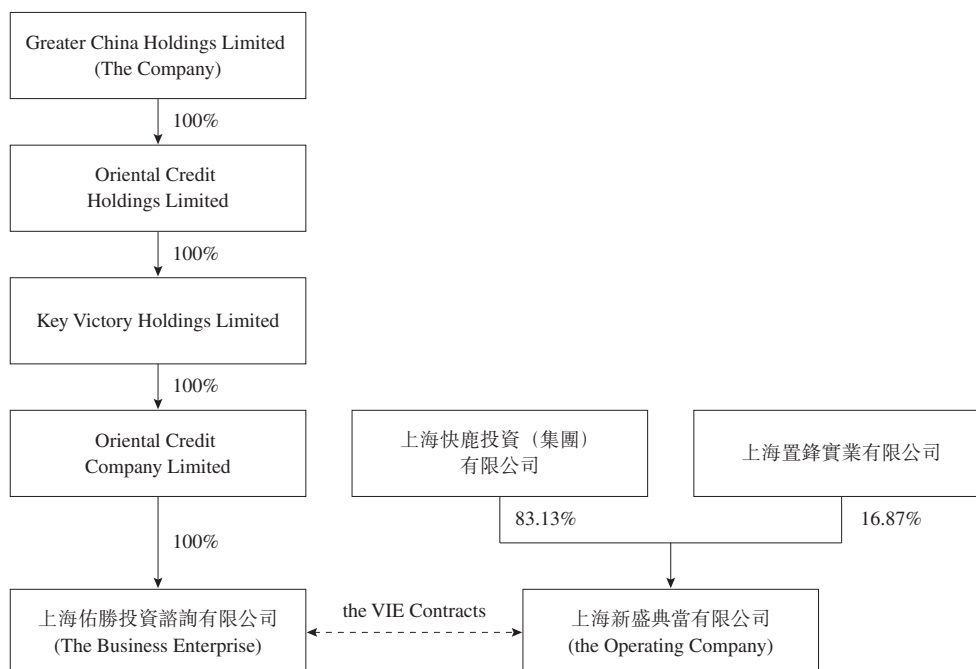 Greater China Holdings Limited
(The Company)
100%
Oriental Credit
Holdings Limited
100%
Key Victory Holdings Limited
100%
Oriental Credit
Company Limited
上海快鹿投資（集團）
有限公司
上海置鋒實業有限公司
100%
83.13%
16.87%
上海佑勝投資諮詢有限公司
(The Business Enterprise)
the VIE Contracts
上海新盛典當有限公司
(the Operating Company)